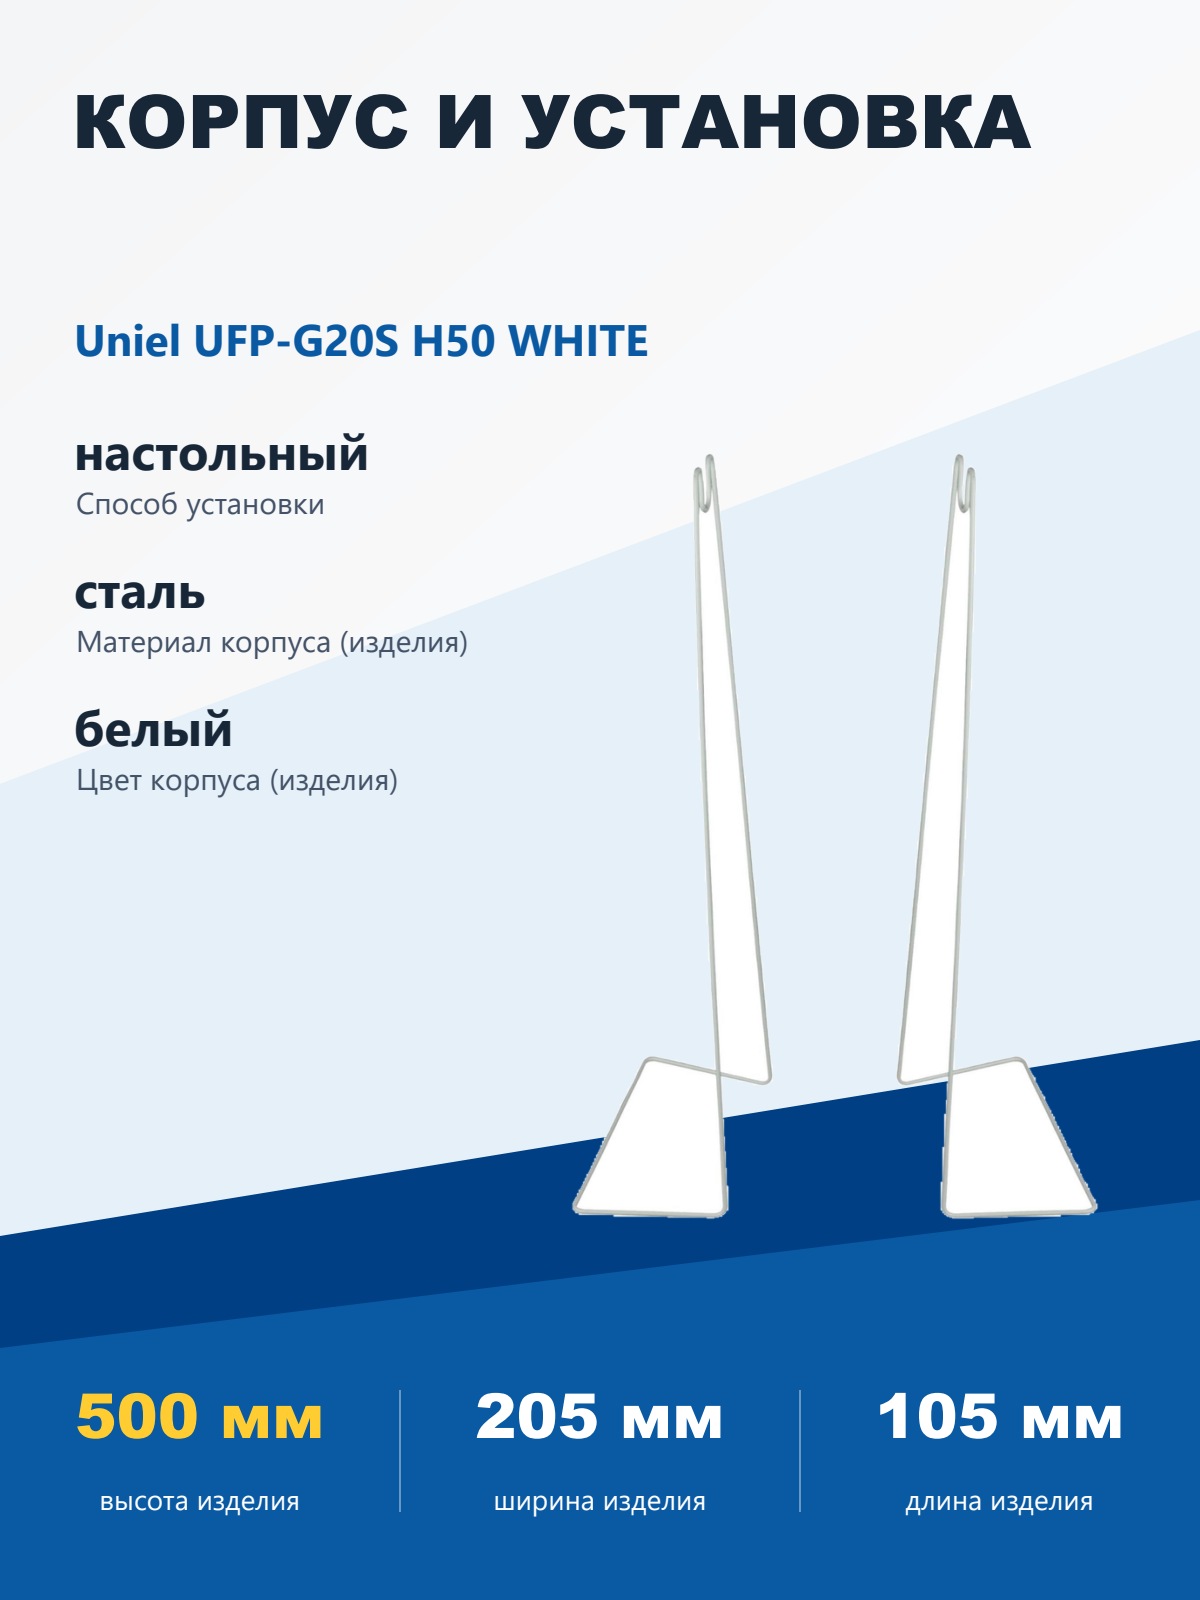 КОРПУС И УСТАНОВКА
Uniel UFP-G20S H50 WHITE
настольный
Способ установки
сталь
Материал корпуса (изделия)
белый
Цвет корпуса (изделия)
500 мм
высота изделия
205 мм
ширина изделия
105 мм
длина изделия